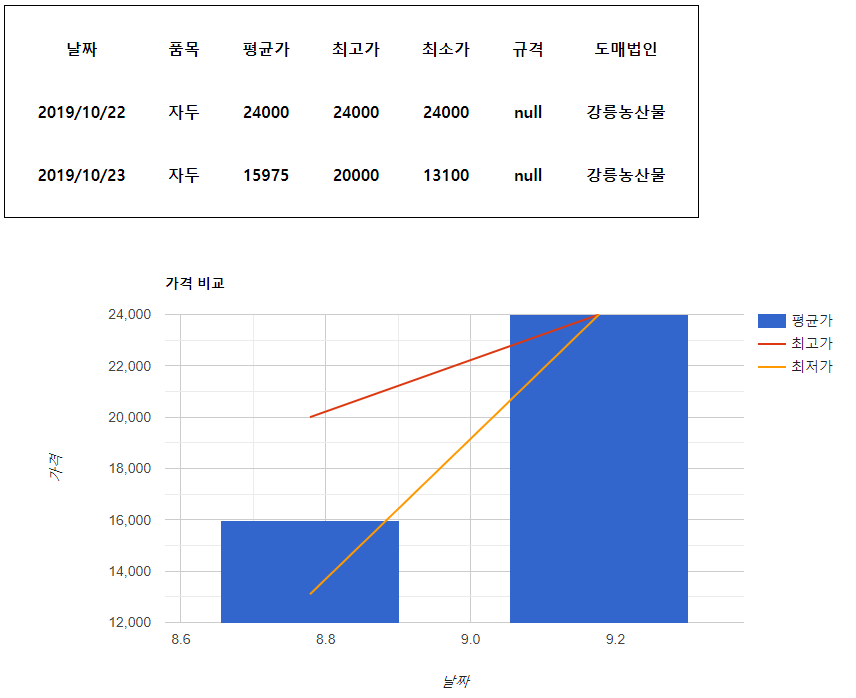 날짜 품목 평균가 최고가 최소가 규격 도매법인
2019/10/22 자두 24000 24000 24000 null 강릉농산물
2019/10/23 자두 15975 20000 13100 null 강릉농산물
가격 비교
24,000
22,000
20,000
18,000
16,000
14,000
12,000
가격
8.6 8.8 9.0 9.2
날짜
평균가
최고가
최저가